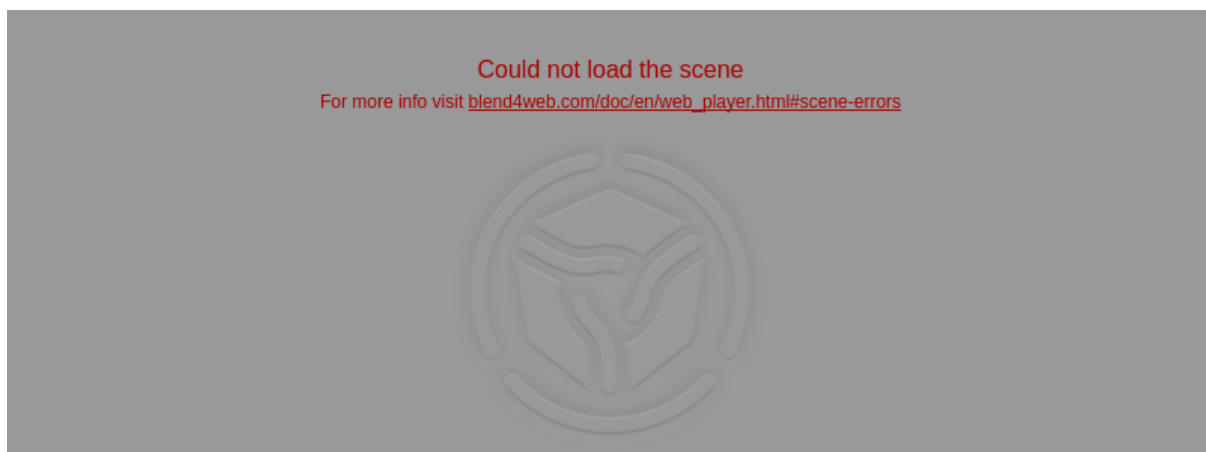 Could not load the scene
For more info visit blend4web.com/doc/en/web_player.html#scene-errors